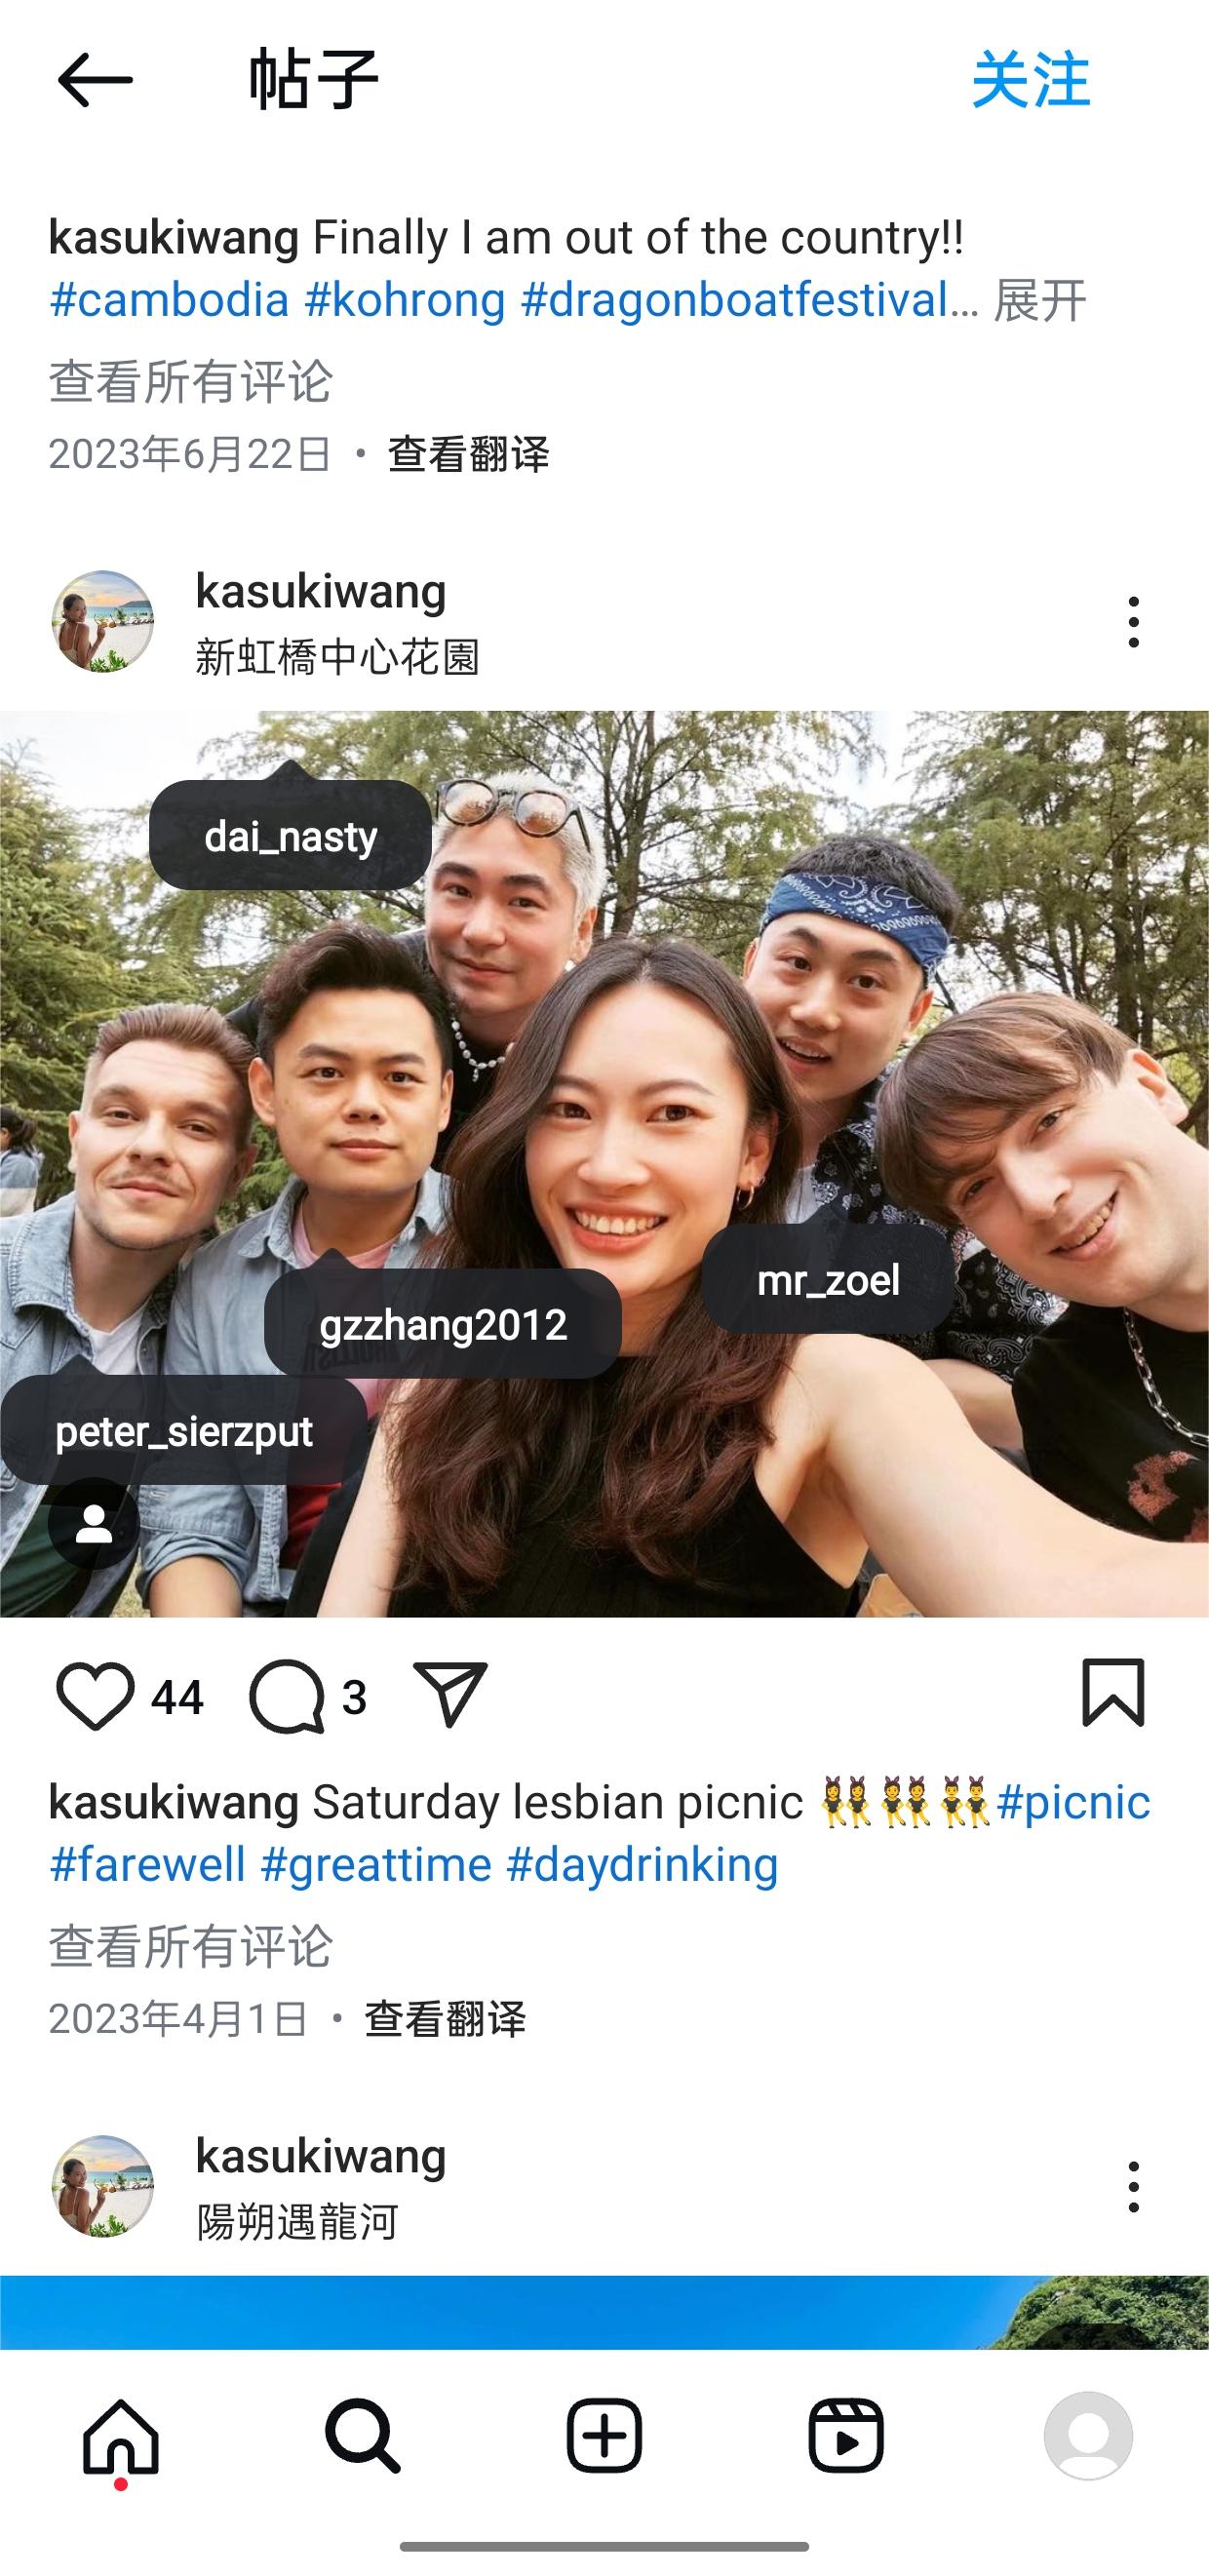 帖子
关注
kasukiwang Finally I am out of the country!!
#cambodia #kohrong #dragonboatfestival... 展开
查看所有评论
2023年6月22日 • 查看翻译
kasukiwang
新虹橋中心花園
dai_nasty
mr_zoel
gzzhang2012
peter_sierzput
44
3
kasukiwang Saturday lesbian picnic 👯‍♀️👯👯‍♂️#picnic
#farewell #greattime #daydrinking
查看所有评论
2023年4月1日 • 查看翻译
kasukiwang
陽朔遇龍河